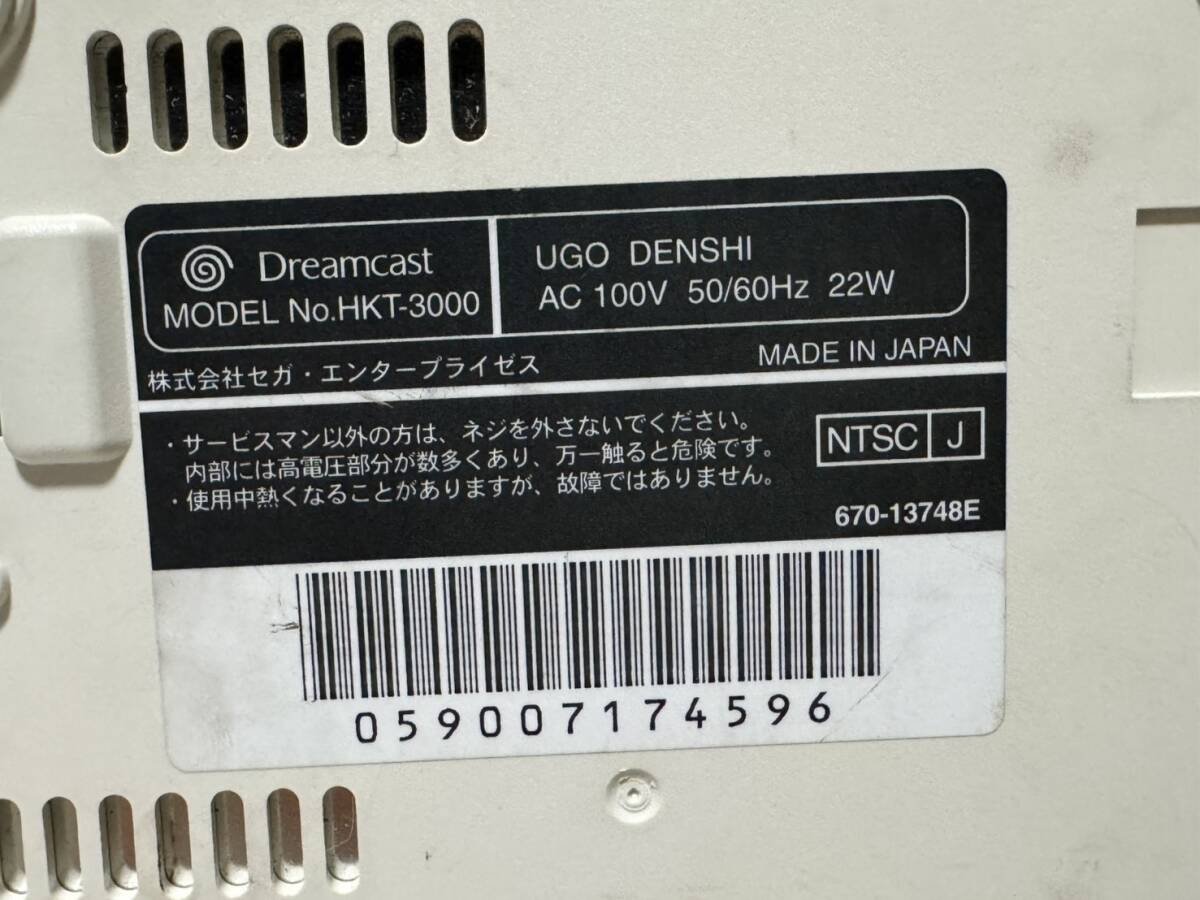 Dreamcast
MODEL No.HKT-3000
UGO DENSHI
AC 100V 50/60Hz 22W
株式会社セガ・エンタープライゼス
MADE IN JAPAN
・サービスマン以外の方は、ネジを外さないでください。
内部には高電圧部分が数多くあり、万一触ると危険です。
・使用中熱くなることがありますが、故障ではありません。
NTSC J
670-13748E
059007174596